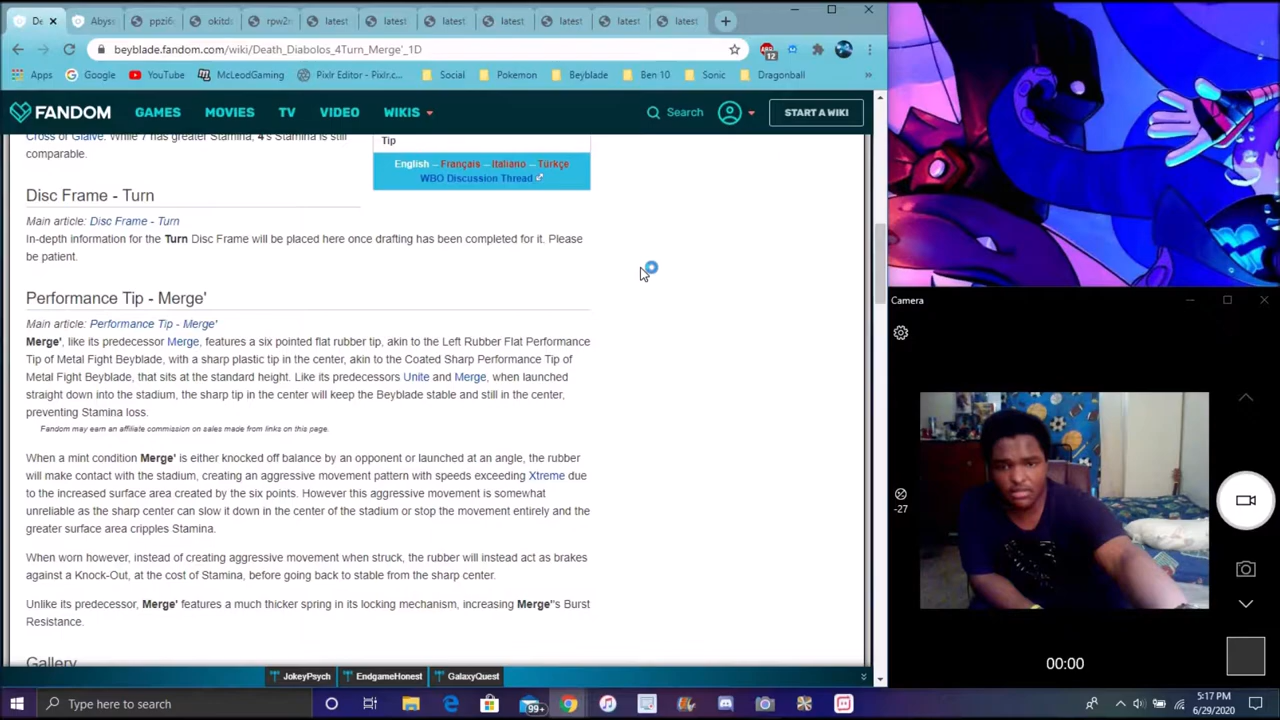 De
Abyss
ppzi6
okitds
rpw2
latest
latest
latest
latest
latest
latest
latest
beyblade.fandom.com/wiki/Death_Diabolos_4Turn_Merge'_1D
12
Apps
Google
YouTube
McLeodGaming
Pixlr Editor - Pixlr.c...
Social
Pokemon
Beyblade
Ben 10
Sonic
Dragonball
»
FANDOM
GAMES
MOVIES
TV
VIDEO
WIKIS
Search
START A WIKI
Cross or Glaive. While 7 has greater Stamina, 4's Stamina is still
comparable.
Tip
English – Français – Italiano – Türkçe
WBO Discussion Thread
Disc Frame - Turn
Main article: Disc Frame - Turn
In-depth information for the Turn Disc Frame will be placed here once drafting has been completed for it. Please
be patient.
Performance Tip - Merge'
Main article: Performance Tip - Merge'
Merge', like its predecessor Merge, features a six pointed flat rubber tip, akin to the Left Rubber Flat Performance
Tip of Metal Fight Beyblade, with a sharp plastic tip in the center, akin to the Coated Sharp Performance Tip of
Metal Fight Beyblade, that sits at the standard height. Like its predecessors Unite and Merge, when launched
straight down into the stadium, the sharp tip in the center will keep the Beyblade stable and still in the center,
preventing Stamina loss.
Fandom may earn an affiliate commission on sales made from links on this page.
When a mint condition Merge' is either knocked off balance by an opponent or launched at an angle, the rubber
will make contact with the stadium, creating an aggressive movement pattern with speeds exceeding Xtreme due
to the increased surface area created by the six points. However this aggressive movement is somewhat
unreliable as the sharp center can slow it down in the center of the stadium or stop the movement entirely and the
greater surface area cripples Stamina.
When worn however, instead of creating aggressive movement when struck, the rubber will instead act as brakes
against a Knock-Out, at the cost of Stamina, before going back to stable from the sharp center.
Unlike its predecessor, Merge' features a much thicker spring in its locking mechanism, increasing Merge''s Burst
Resistance.
Gallery
JokeyPsych
EndgameHonest
GalaxyQuest
Camera
-27
00:00
Type here to search
99+
5:17 PM
6/29/2020